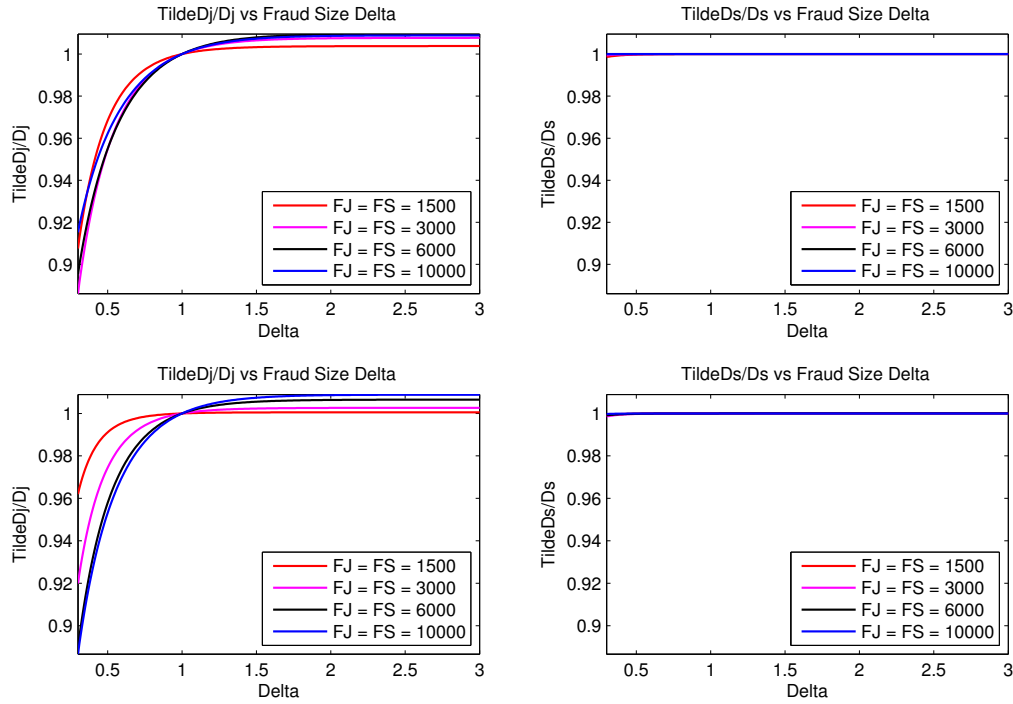 TildeDj/Dj vs Fraud Size Delta
TildeDj/Dj
1
0.98
0.96
0.94
0.92
0.9
FJ = FS = 1500
FJ = FS = 3000
FJ = FS = 6000
FJ = FS = 10000
0.5 1 1.5 2 2.5 3
Delta
TildeDs/Ds vs Fraud Size Delta
TildeDs/Ds
1
0.98
0.96
0.94
0.92
0.9
FJ = FS = 1500
FJ = FS = 3000
FJ = FS = 6000
FJ = FS = 10000
0.5 1 1.5 2 2.5 3
Delta
TildeDj/Dj vs Fraud Size Delta
TildeDj/Dj
1
0.98
0.96
0.94
0.92
0.9
FJ = FS = 1500
FJ = FS = 3000
FJ = FS = 6000
FJ = FS = 10000
0.5 1 1.5 2 2.5 3
Delta
TildeDs/Ds vs Fraud Size Delta
TildeDs/Ds
1
0.98
0.96
0.94
0.92
0.9
FJ = FS = 1500
FJ = FS = 3000
FJ = FS = 6000
FJ = FS = 10000
0.5 1 1.5 2 2.5 3
Delta